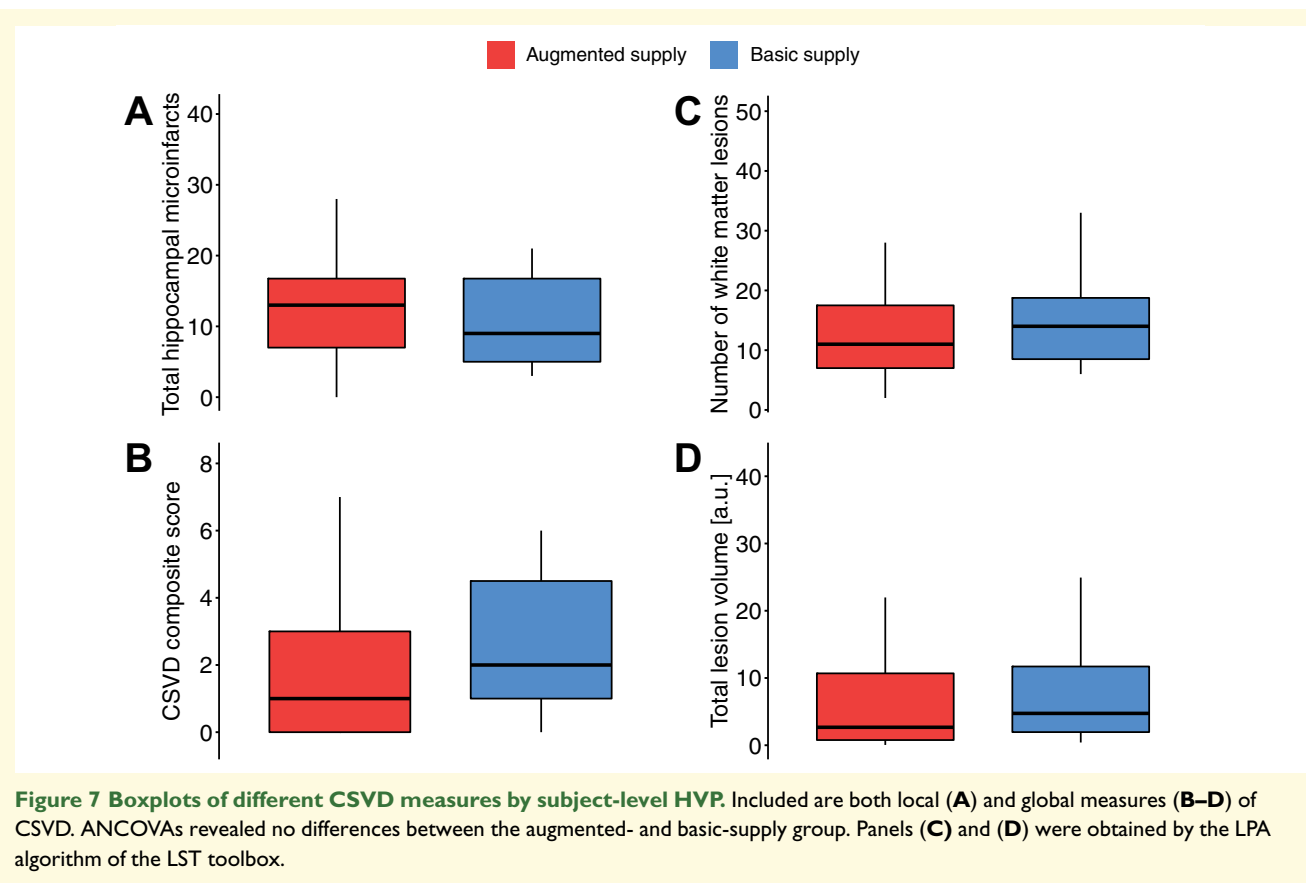 Augmented supply
Basic supply
A
Total hippocampal microinfarcts
40
30
20
10
0
C
Number of white matter lesions
50
40
30
20
10
0
B
CSVD composite score
8
6
4
2
0
D
Total lesion volume [a.u.]
40
30
20
10
0
Figure 7 Boxplots of different CSVD measures by subject-level HVP. Included are both local (A) and global measures (B–D) of
CSVD. ANCOVAs revealed no differences between the augmented- and basic-supply group. Panels (C) and (D) were obtained by the LPA
algorithm of the LST toolbox.